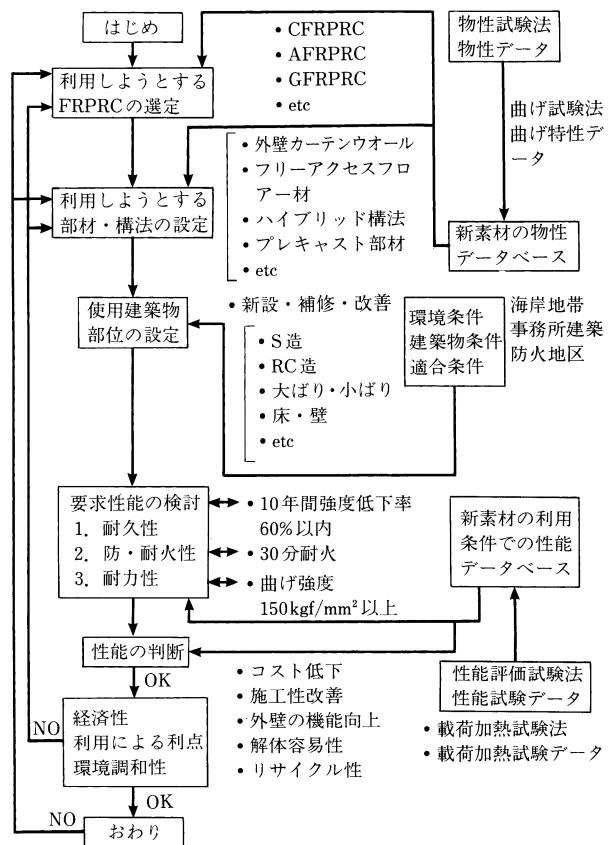 はじめ
利用しようとする
FRPRCの選定
• CFRPRC
• AFRPRC
• GFRPRC
• etc
物性試験法
物性データ
曲げ試験法
曲げ特性デ
ータ
利用しようとする
部材・構法の設定
• 外壁カーテンウオール
• フリーアクセスフロ
アー材
• ハイブリッド構法
• プレキャスト部材
• etc
新素材の物性
データベース
使用建築物
部位の設定
• 新設・補修・改善
• S造
• RC造
• 大ばり・小ばり
• 床・壁
• etc
環境条件
建築物条件
適合条件
海岸地帯
事務所建築
防火地区
要求性能の検討
1. 耐久性
2. 防・耐火性
3. 耐力性
• 10年間強度低下率
60%以内
• 30分耐火
• 曲げ強度
150kgf/mm²以上
新素材の利用
条件での性能
データベース
性能の判断
OK
• コスト低下
• 施工性改善
• 外壁の機能向上
• 解体容易性
• リサイクル性
性能評価試験法
性能試験データ
• 載荷加熱試験法
• 載荷加熱試験データ
NO
経済性
利用による利点
環境調和性
OK
NO
おわり